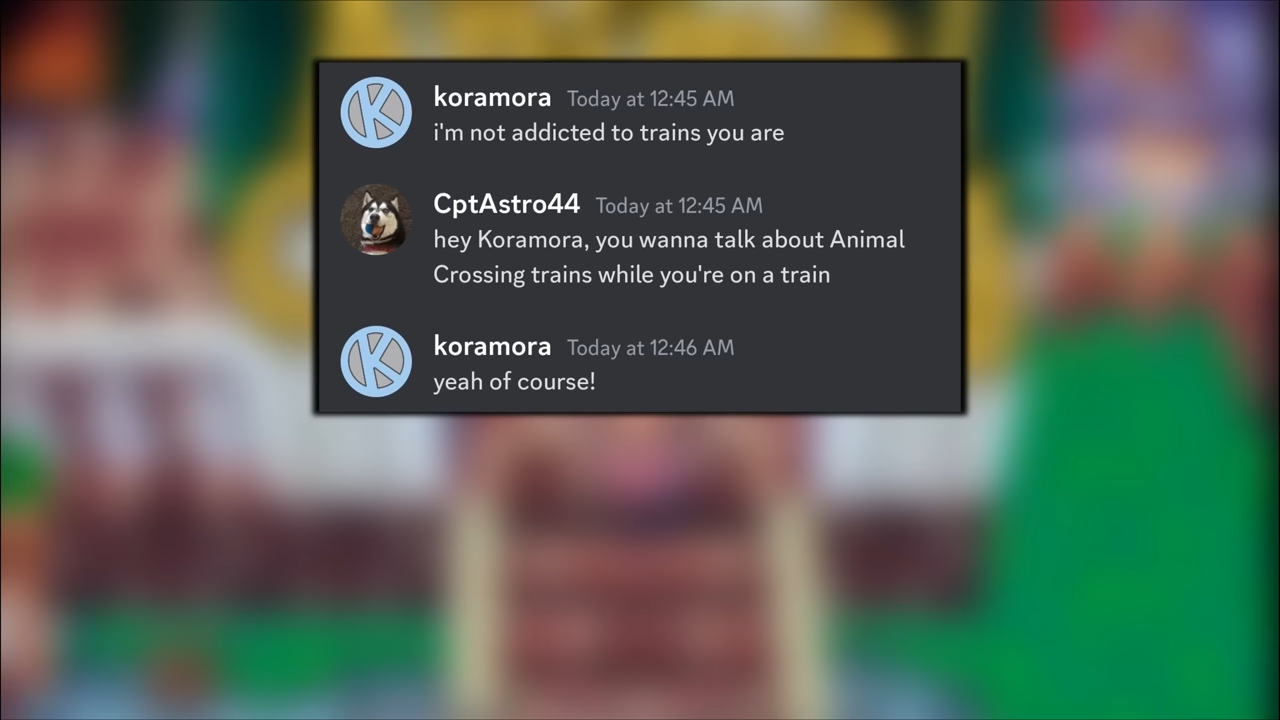 koramora Today at 12:45 AM
i'm not addicted to trains you are
CptAstro44 Today at 12:45 AM
hey Koramora, you wanna talk about Animal
Crossing trains while you're on a train
koramora Today at 12:46 AM
yeah of course!